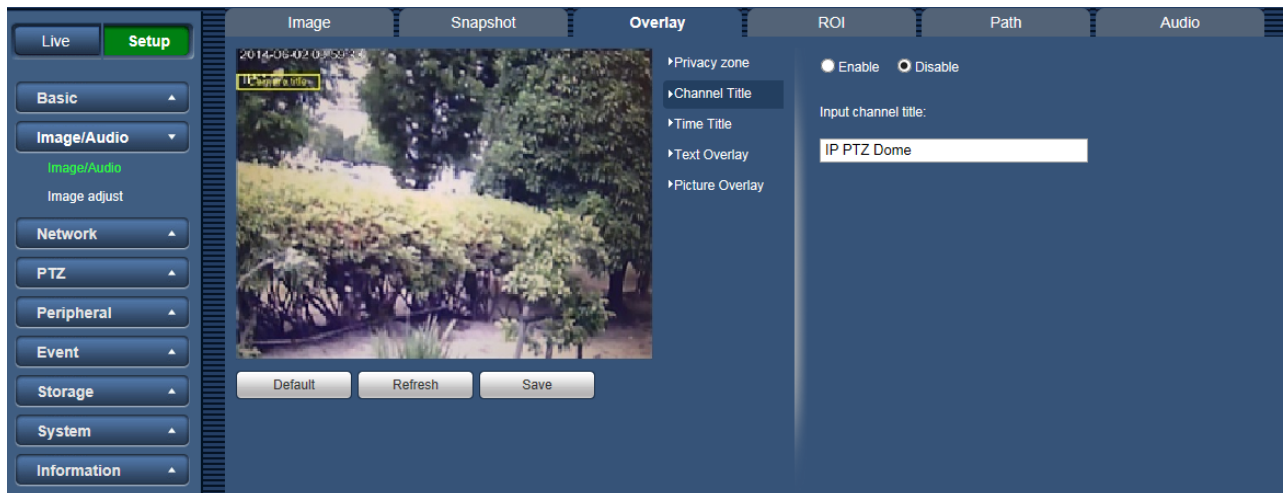 Live
Setup
Basic
Image/Audio
Image/Audio
Image adjust
Network
PTZ
Peripheral
Event
Storage
System
Information
Image
Snapshot
Overlay
ROI
Path
Audio
Camera title
Default
Refresh
Save
Privacy zone
Channel Title
Time Title
Text Overlay
Picture Overlay
Enable
Disable
Input channel title:
IP PTZ Dome